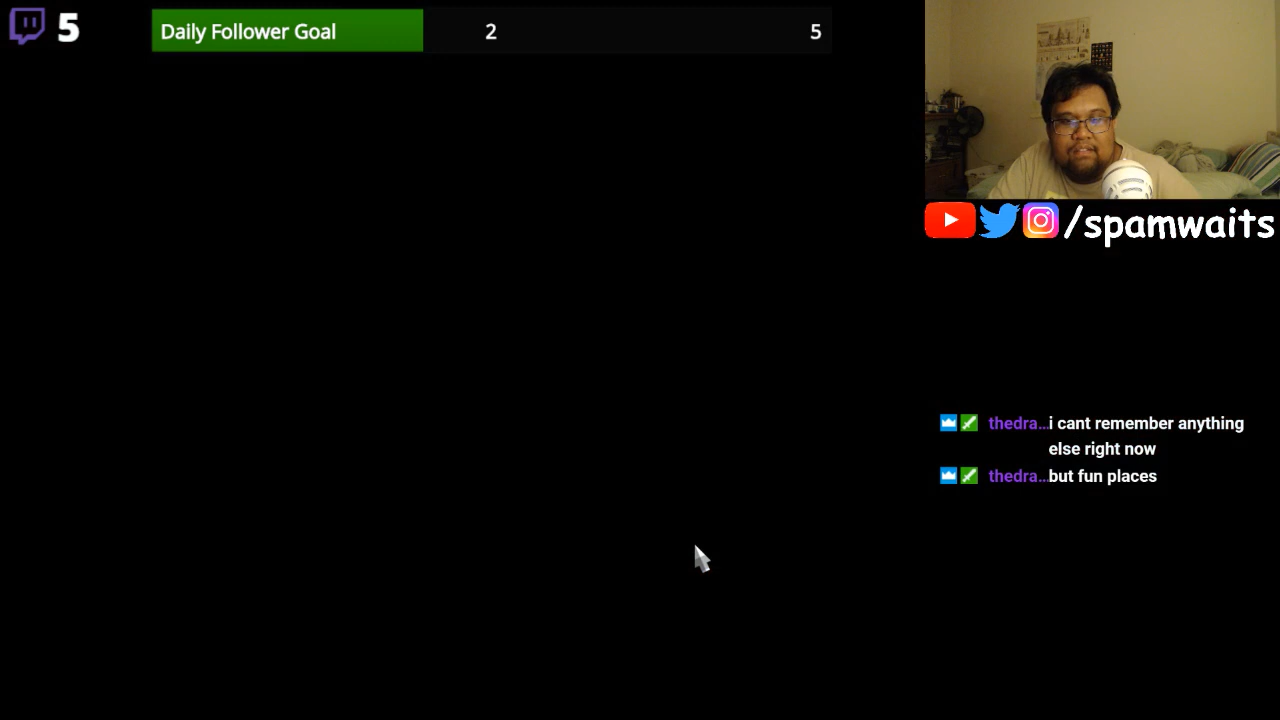 5
Daily Follower Goal 2 5
/spamwaits
thedra... i cant remember anything
else right now
thedra... but fun places